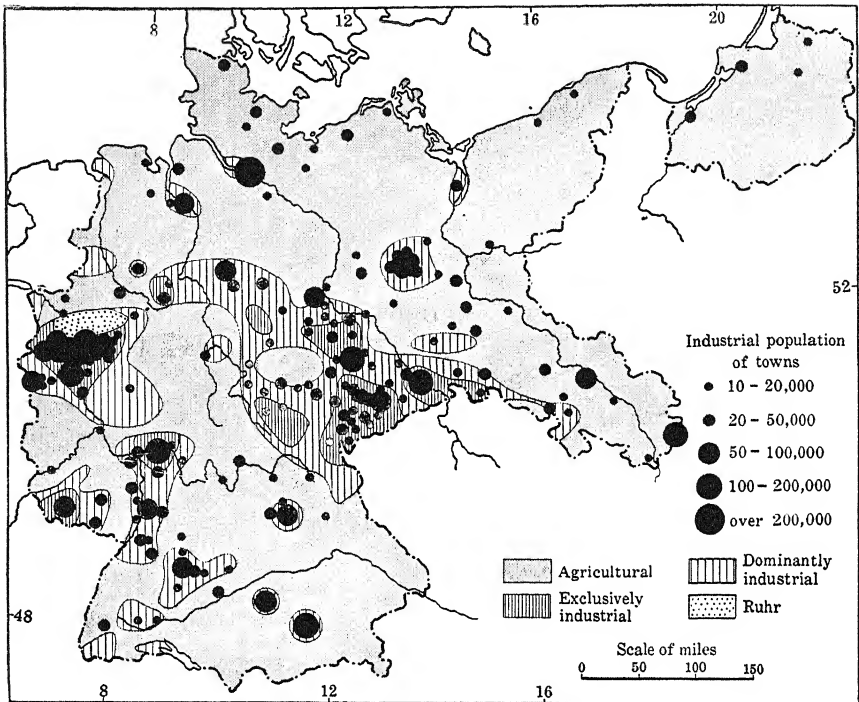 8 12 16 20
52
48
Industrial population
of towns
10 – 20,000
20 – 50,000
50 – 100,000
100 – 200,000
over 200,000
Agricultural
Exclusively
industrial
Dominantly
industrial
Ruhr
Scale of miles
0 50 100 150
8 12 16